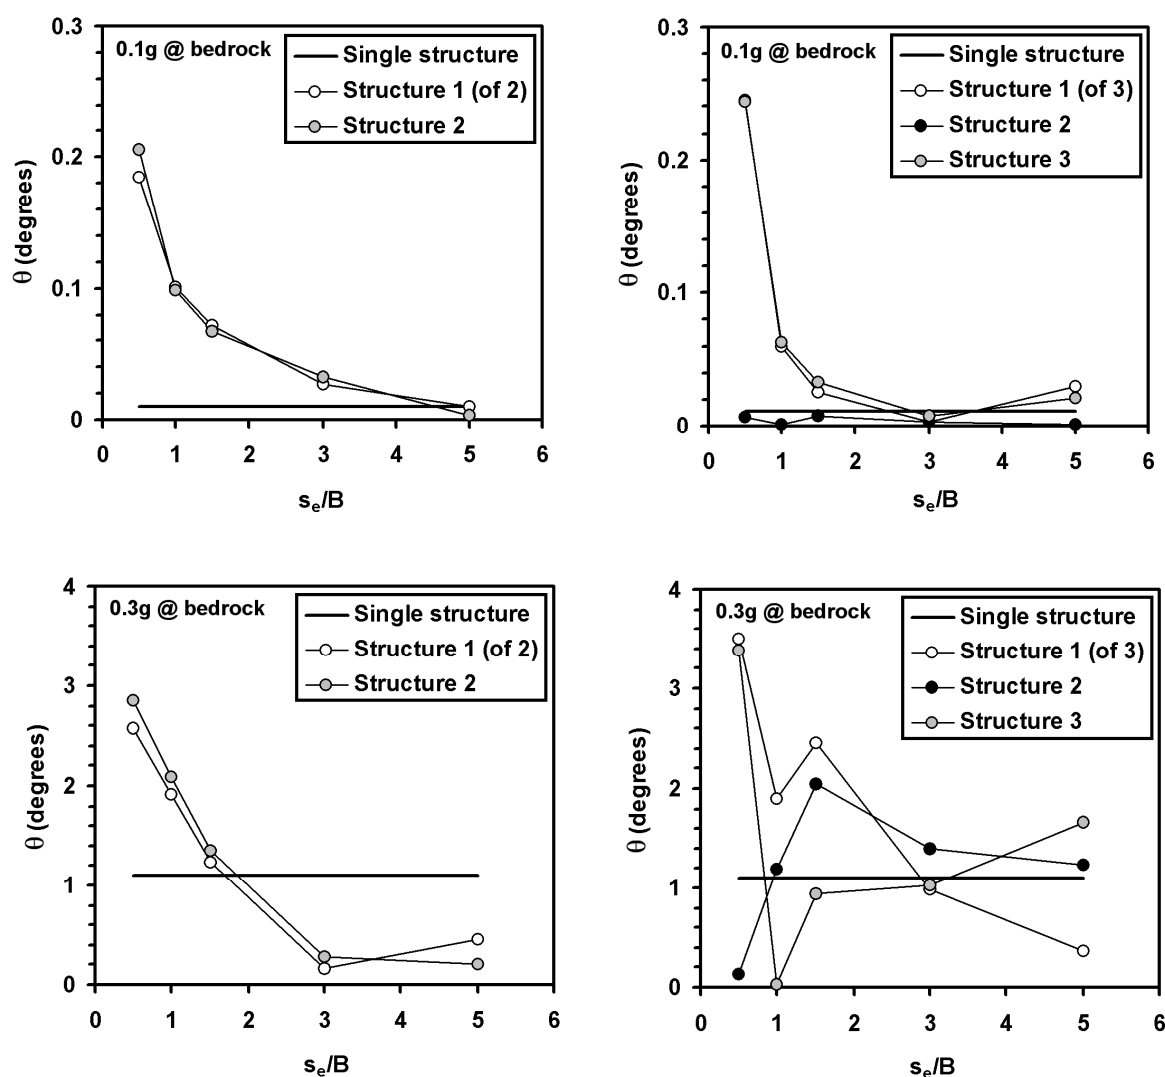 0.3
0.2
0.1
0
θ (degrees)
0.1g @ bedrock
Single structure
Structure 1 (of 2)
Structure 2
0 1 2 3 4 5 6
se/B
0.3
0.2
0.1
0
θ (degrees)
0.1g @ bedrock
Single structure
Structure 1 (of 3)
Structure 2
Structure 3
0 1 2 3 4 5 6
se/B
4
3
2
1
0
θ (degrees)
0.3g @ bedrock
Single structure
Structure 1 (of 2)
Structure 2
0 1 2 3 4 5 6
se/B
4
3
2
1
0
θ (degrees)
0.3g @ bedrock
Single structure
Structure 1 (of 3)
Structure 2
Structure 3
0 1 2 3 4 5 6
se/B